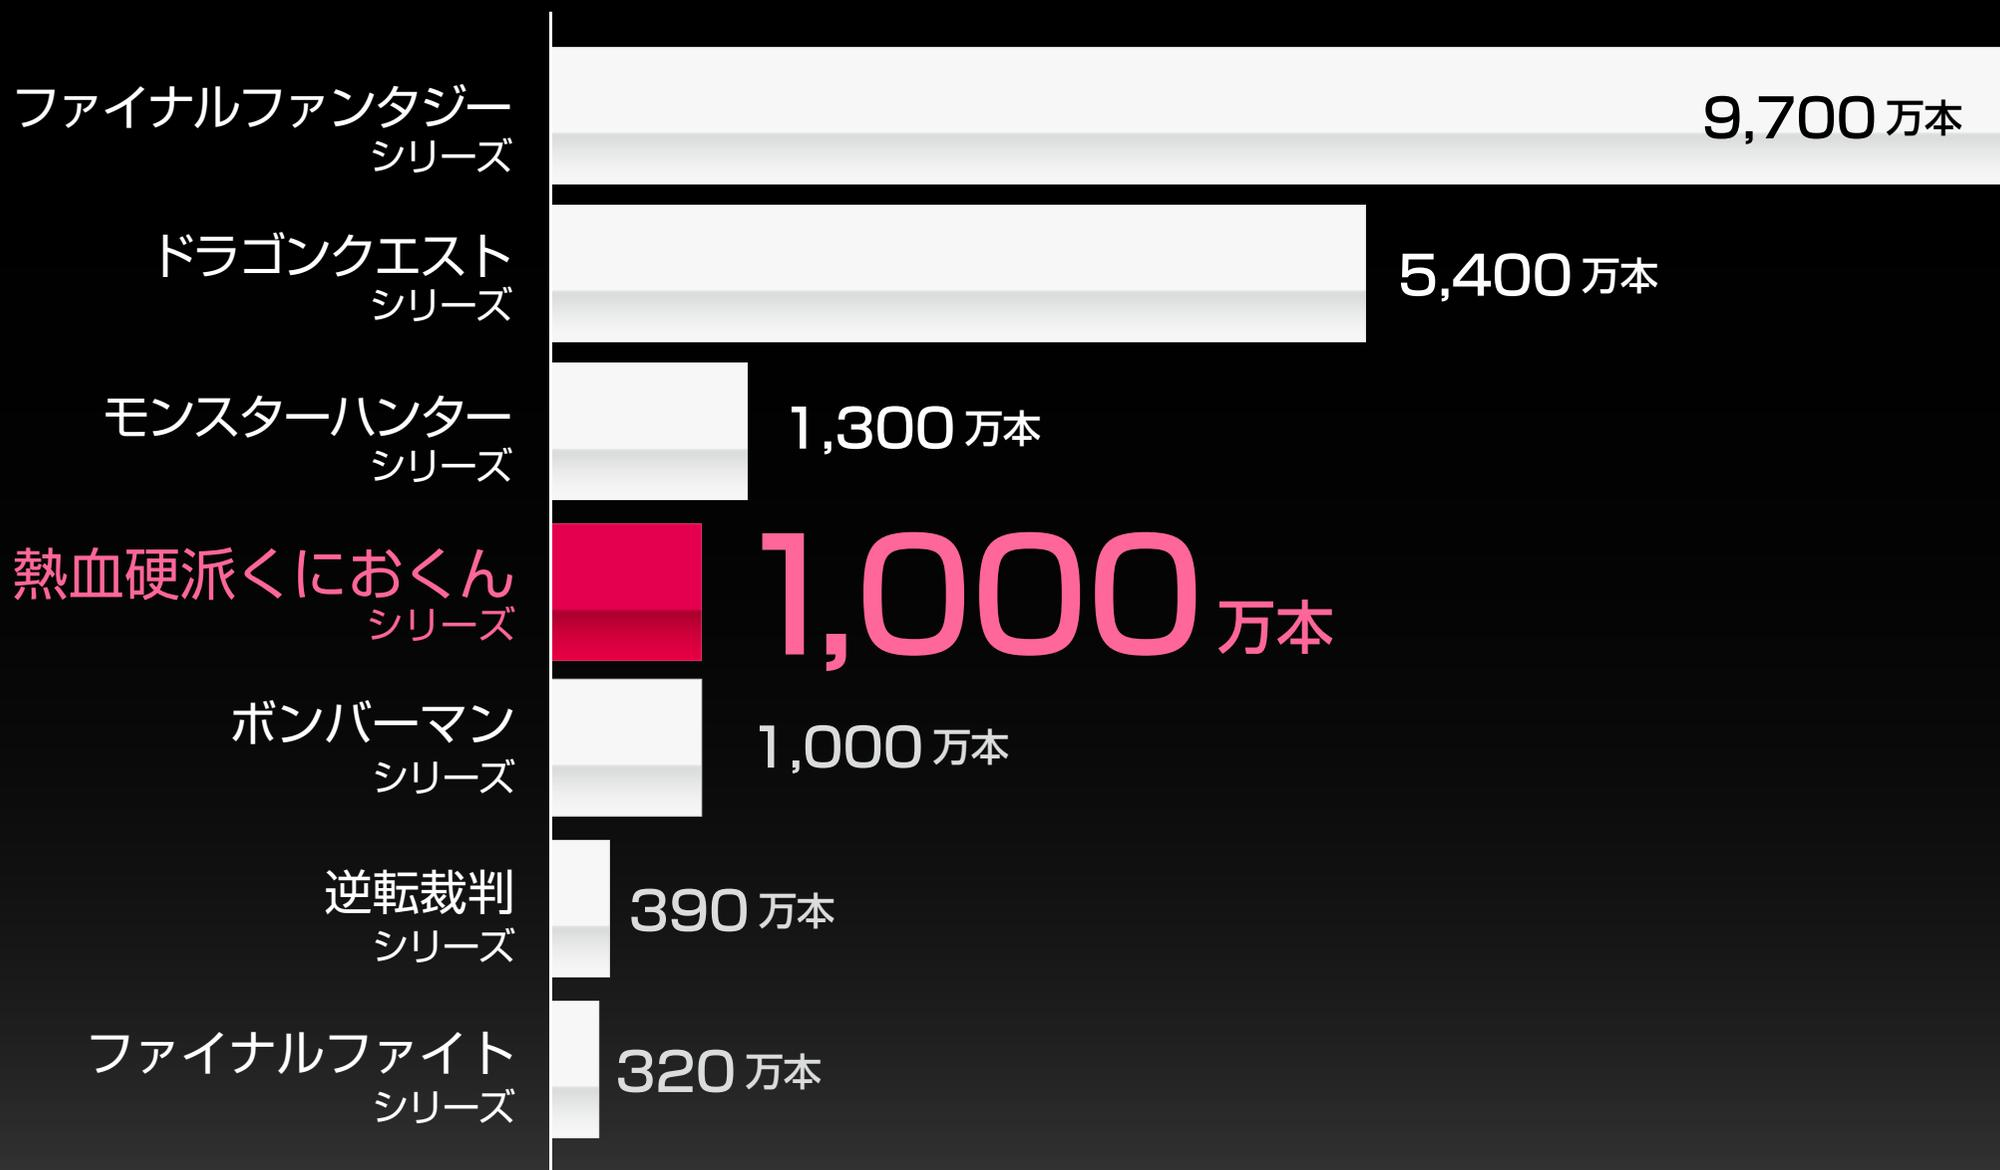 ファイナルファンタジー
シリーズ
9,700 万本
ドラゴンクエスト
シリーズ
5,400 万本
モンスターハンター
シリーズ
1,300 万本
熱血硬派くにおくん
シリーズ
1,000 万本
ボンバーマン
シリーズ
1,000 万本
逆転裁判
シリーズ
390 万本
ファイナルファイト
シリーズ
320 万本